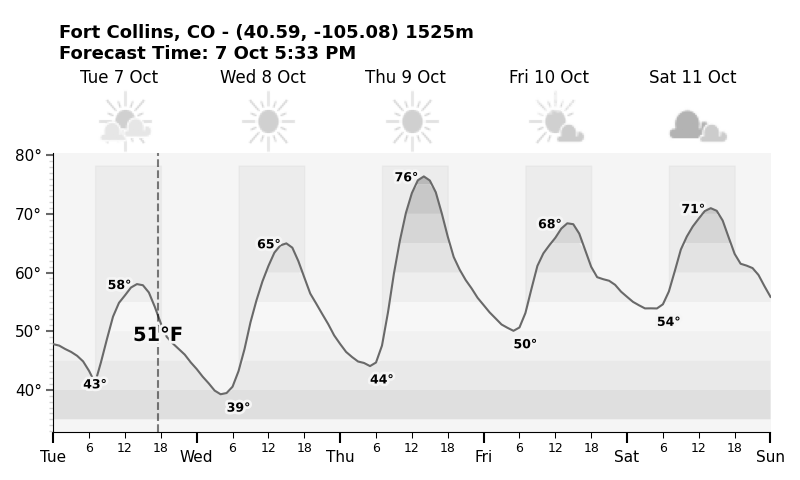 Fort Collins, CO - (40.59, -105.08) 1525m
Forecast Time: 7 Oct 5:33 PM
Tue 7 Oct Wed 8 Oct Thu 9 Oct Fri 10 Oct Sat 11 Oct
80°
76°
70°
71°
68°
65°
60°
58°
54°
51°F
50°
50°
44°
43°
40°
39°
6 12 18 6 12 18 6 12 18 6 12 18 6 12 18
Tue Wed Thu Fri Sat Sun